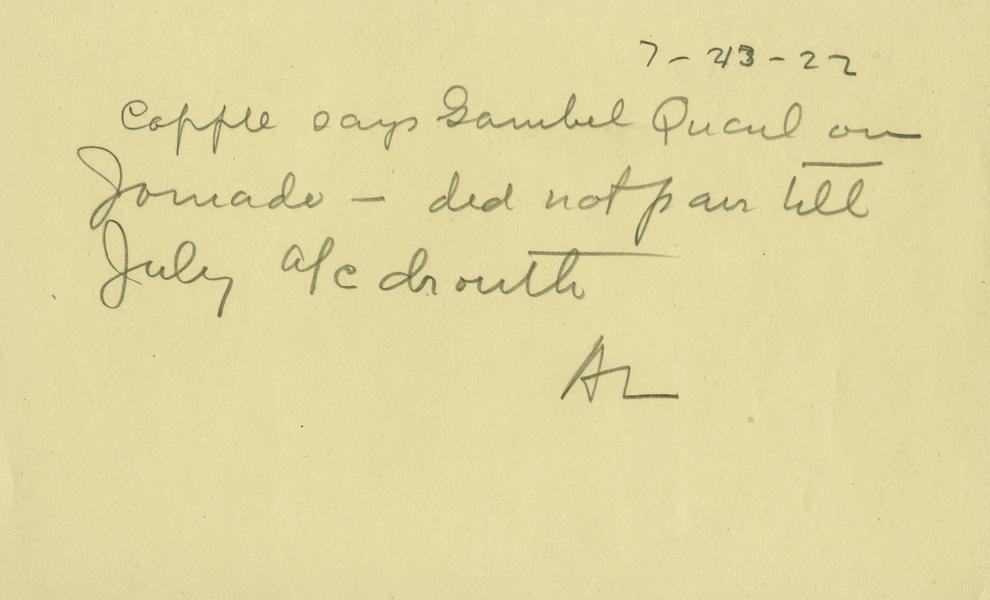 7-23-22
Copple says Gambel Quail on
Jornado - did not pair till
July a/c drouth
AL